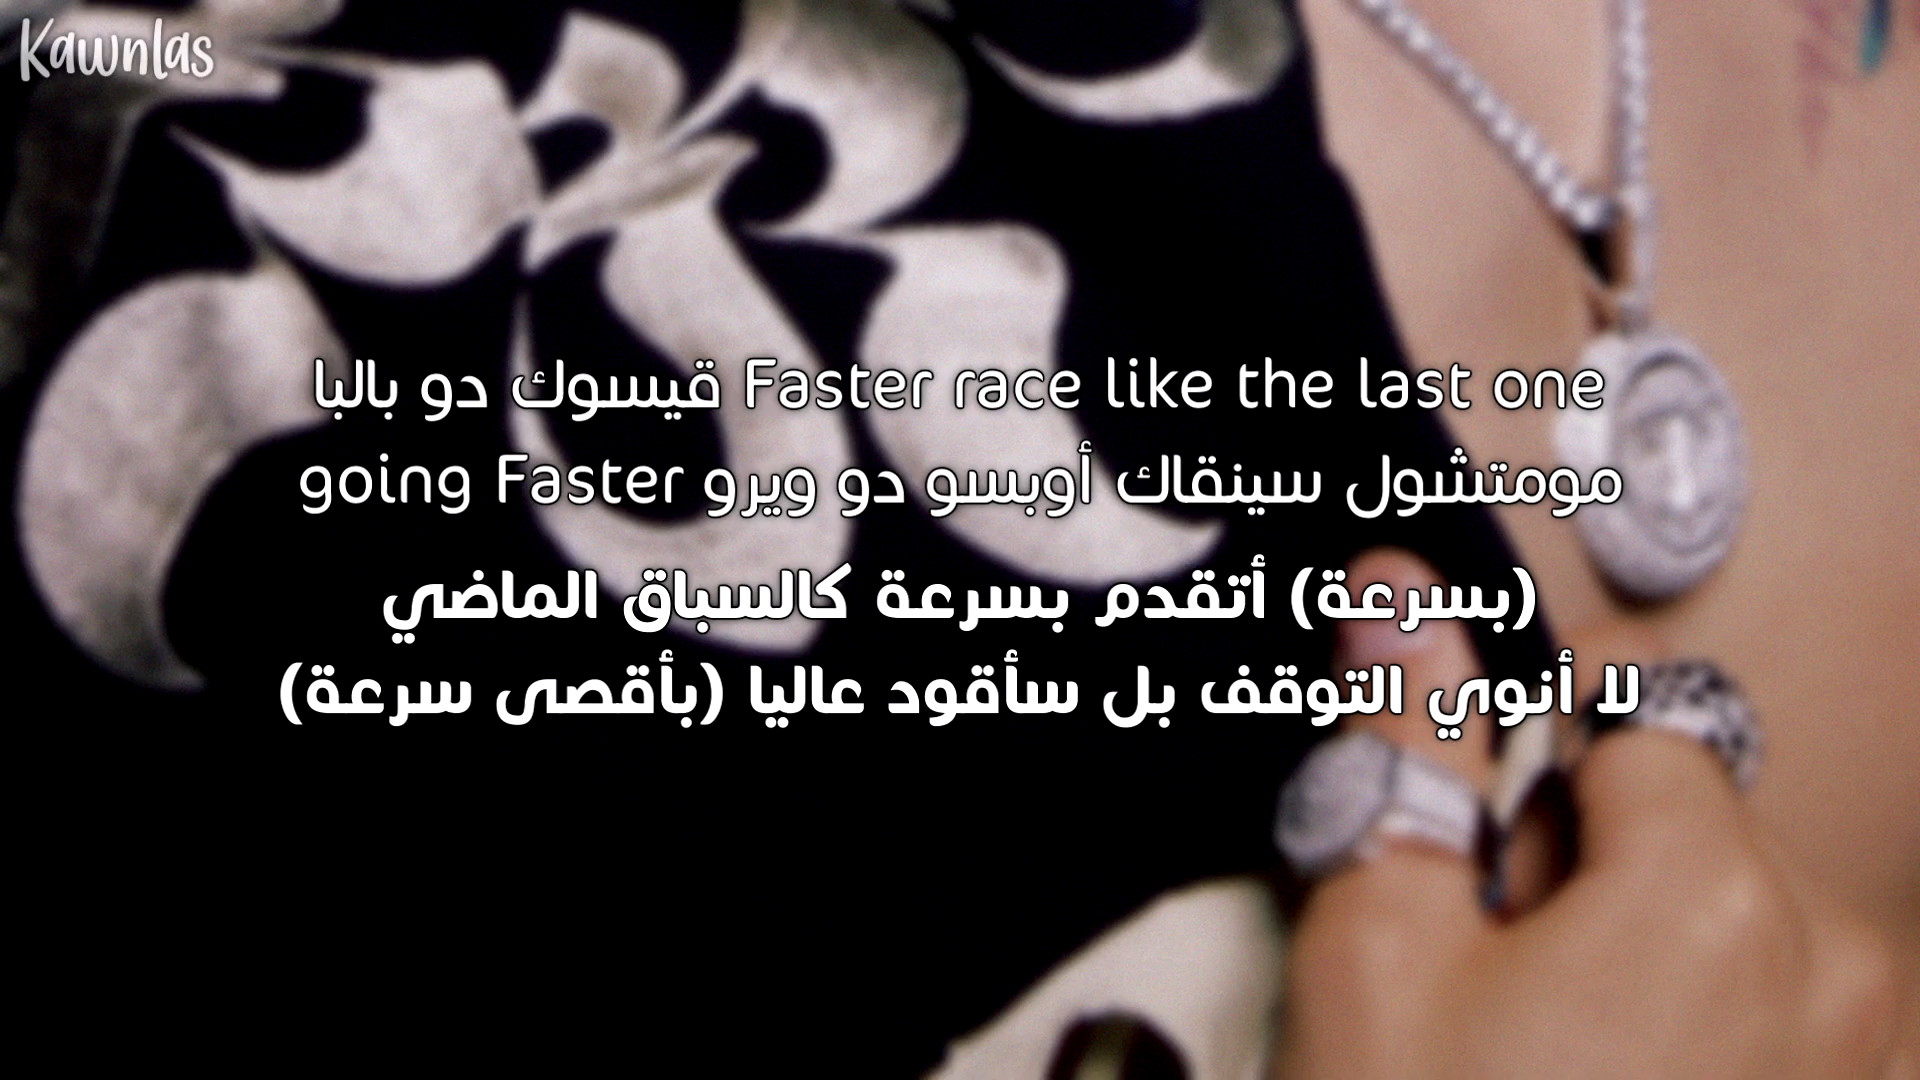 Kawnlas
Faster race like the last one قيسوك دو بالبا
مومتشول سينقاك أوبسو دو ويرو going Faster
(بسرعة) أتقدم بسرعة كالسباق الماضي
لا أنوي التوقف بل سأقود عاليا (بأقصى سرعة)